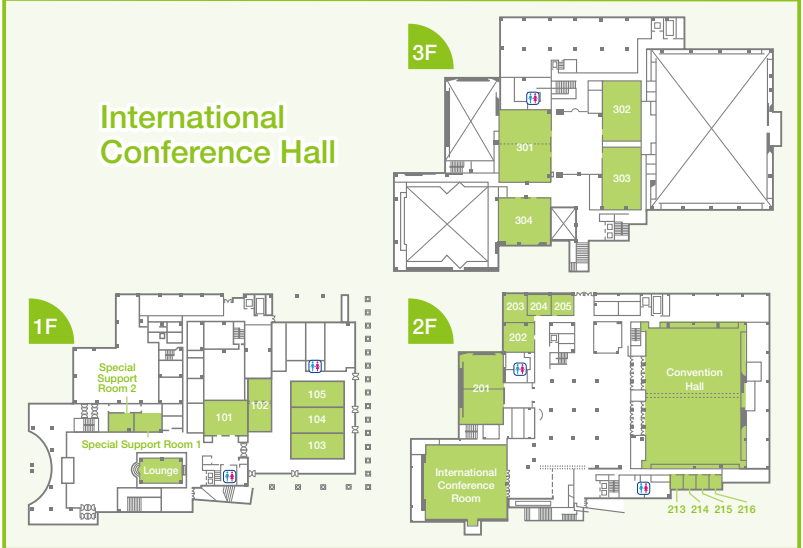 International
Conference Hall
3F
302
301
303
304
1F
Special
Support
Room 2
105
102
101
104
103
Special Support Room 1
Lounge
2F
203 204 205
202
201
Convention
Hall
International
Conference
Room
213 214 215 216